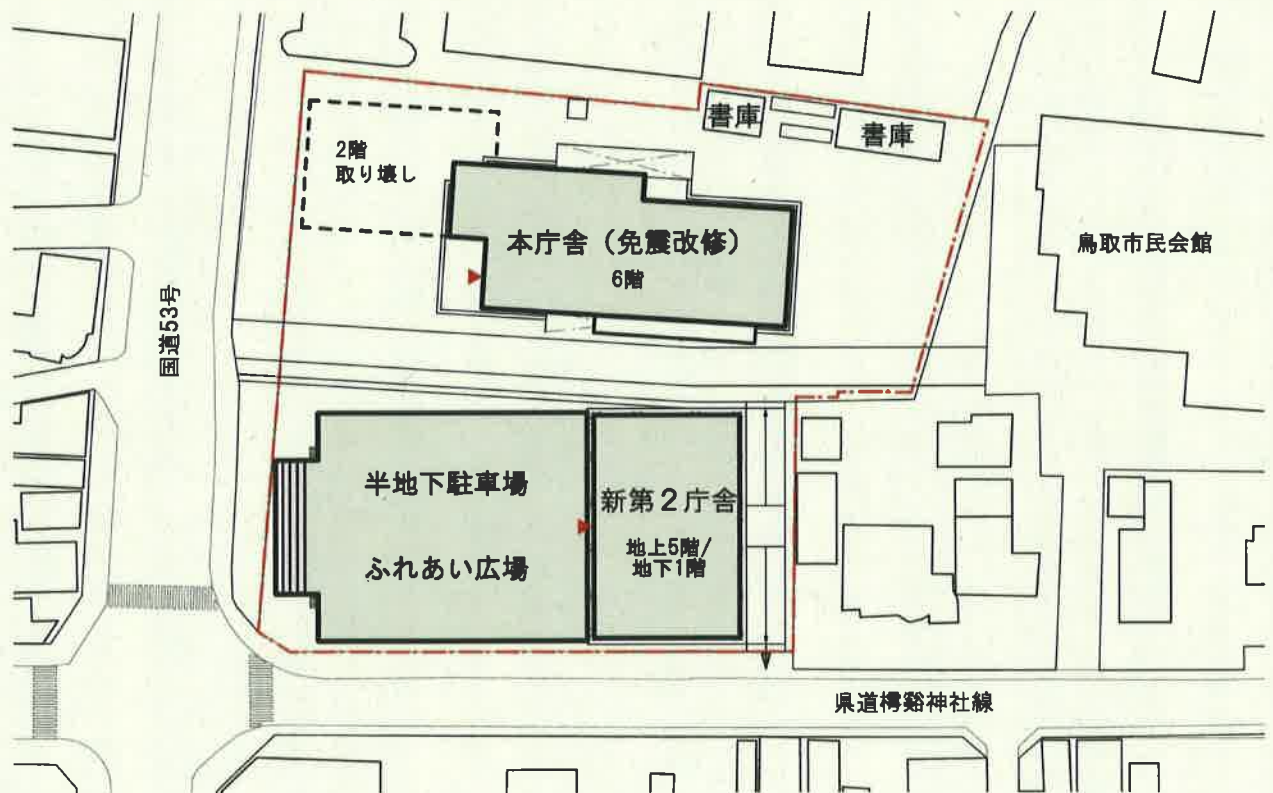 書庫
書庫
2階
取り壊し
本庁舎（免震改修）
6階
鳥取市民会館
国道53号
半地下駐車場
ふれあい広場
新第２庁舎
地上5階/
地下1階
県道樗谿神社線